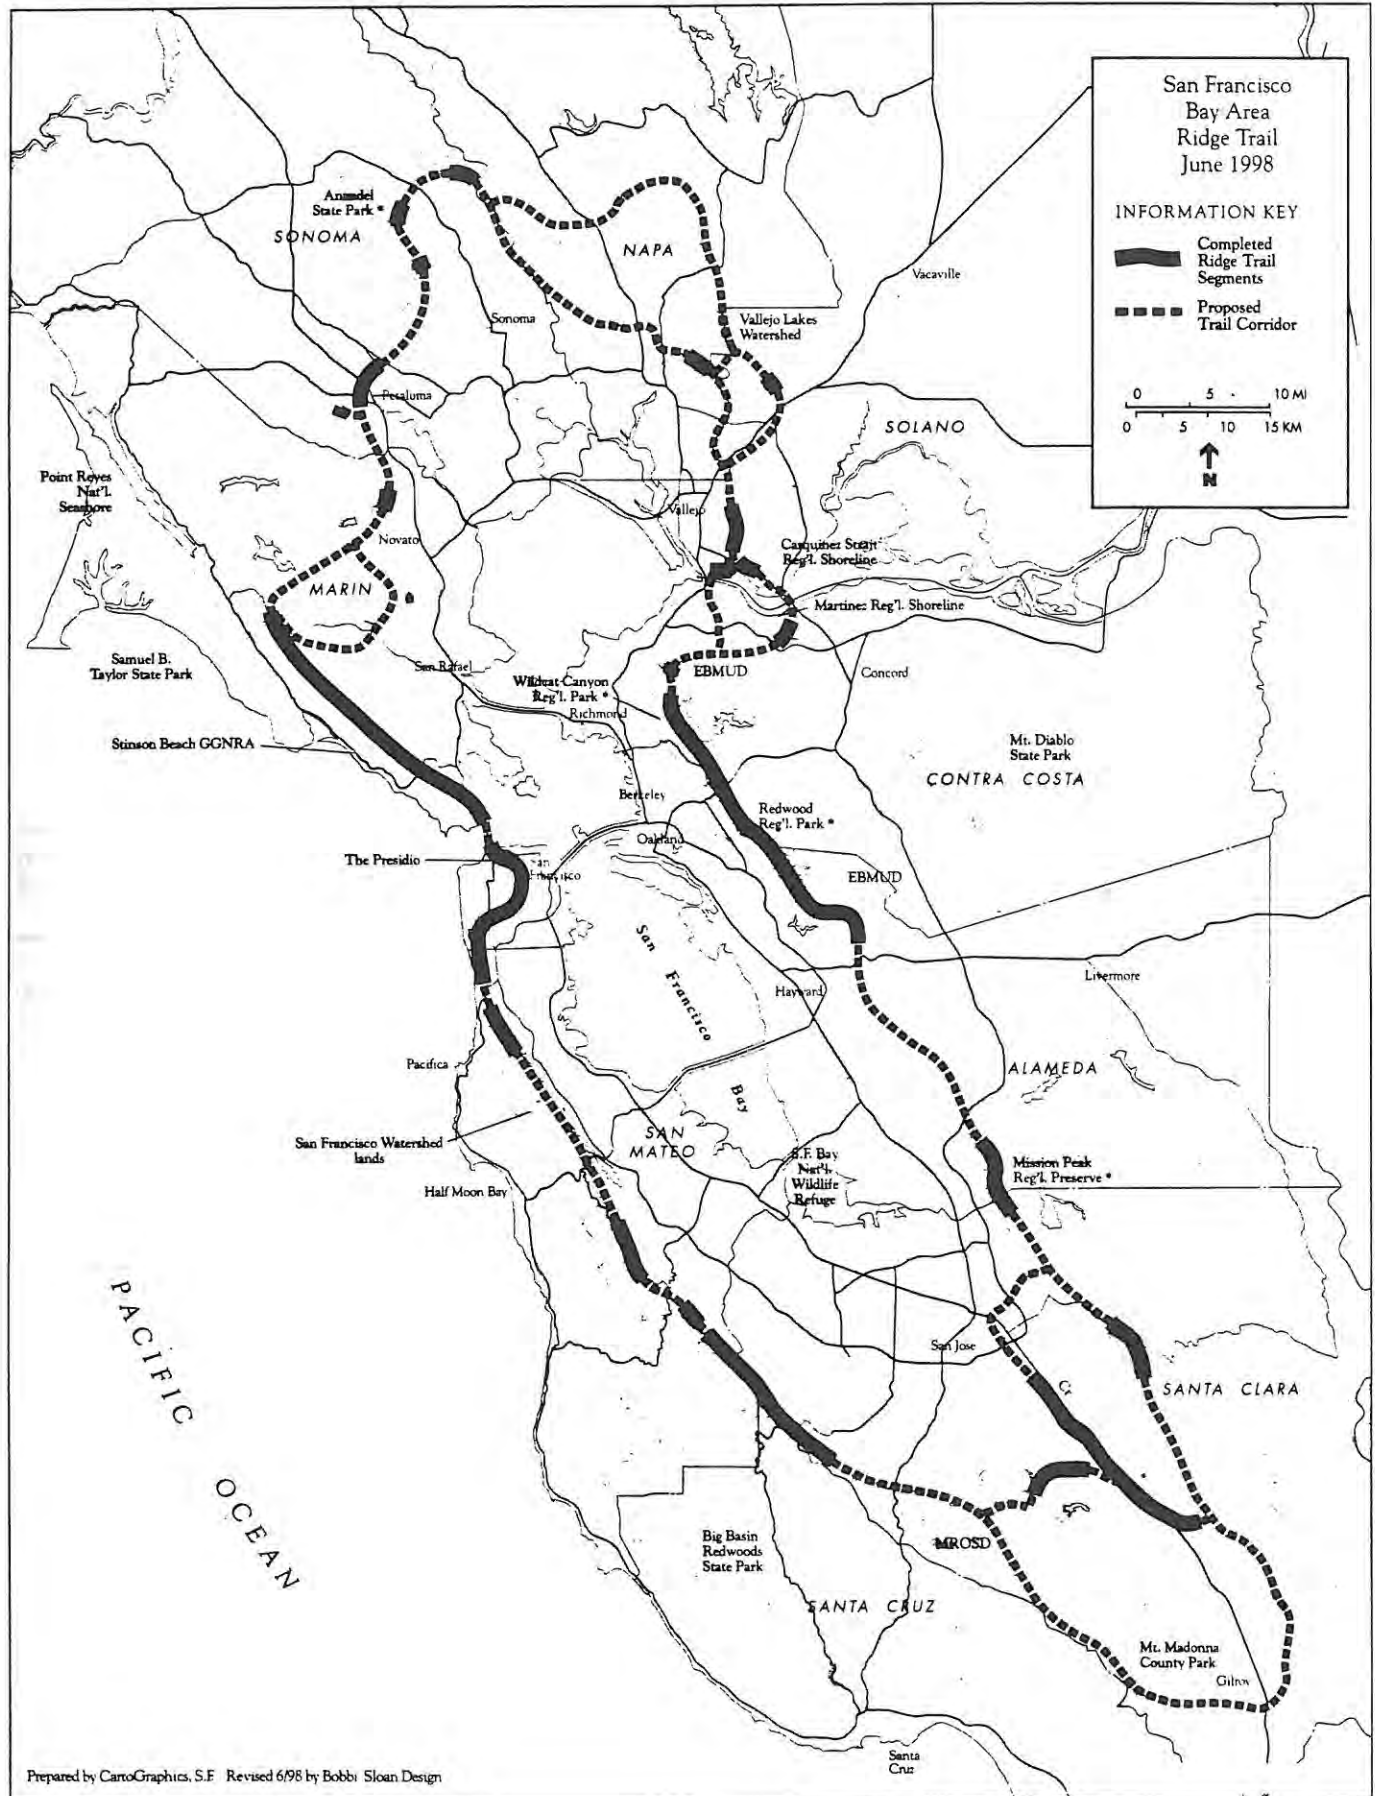 San Francisco
Bay Area
Ridge Trail
June 1998
INFORMATION KEY
Completed
Ridge Trail
Segments
Proposed
Trail Corridor
0 5 10 MI
0 5 10 15 KM
N
Annadel
State Park *
SONOMA
NAPA
Vacaville
Sonoma
Vallejo Lakes
Watershed
Petaluma
SOLANO
Point Reyes
Nat'l.
Seashore
Vallejo
Novato
Carquinez Strait
Reg'l. Shoreline
MARIN
Martinez Reg'l. Shoreline
Samuel B.
Taylor State Park
San Rafael
EBMUD
Concord
Wildcat Canyon
Reg'l. Park *
Richmond
Stinson Beach GGNRA
Mt. Diablo
State Park
CONTRA COSTA
Berkeley
Redwood
Reg'l. Park *
Oakland
The Presidio
San
Francisco
EBMUD
San
Francisco
Bay
Livermore
Hayward
Pacifica
ALAMEDA
San Francisco Watershed
lands
SAN
MATEO
S.F. Bay
Nat'l.
Wildlife
Refuge
Mission Peak
Reg'l. Preserve *
Half Moon Bay
PACIFIC
OCEAN
San Jose
SANTA CLARA
Big Basin
Redwoods
State Park
MROSD
SANTA CRUZ
Mt. Madonna
County Park
Gilroy
Santa
Cruz
Prepared by CartoGraphics, S.F. Revised 6/98 by Bobbi Sloan Design